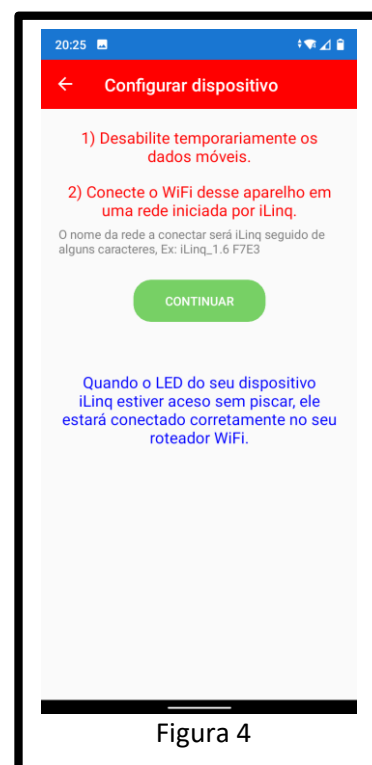 20:25
Configurar dispositivo
1) Desabilite temporariamente os
dados móveis.
2) Conecte o WiFi desse aparelho em
uma rede iniciada por iLinq.
O nome da rede a conectar será iLinq seguido de
alguns caracteres, Ex: iLinq_1.6 F7E3
CONTINUAR
Quando o LED do seu dispositivo
iLinq estiver aceso sem piscar, ele
estará conectado corretamente no seu
roteador WiFi.
Figura 4